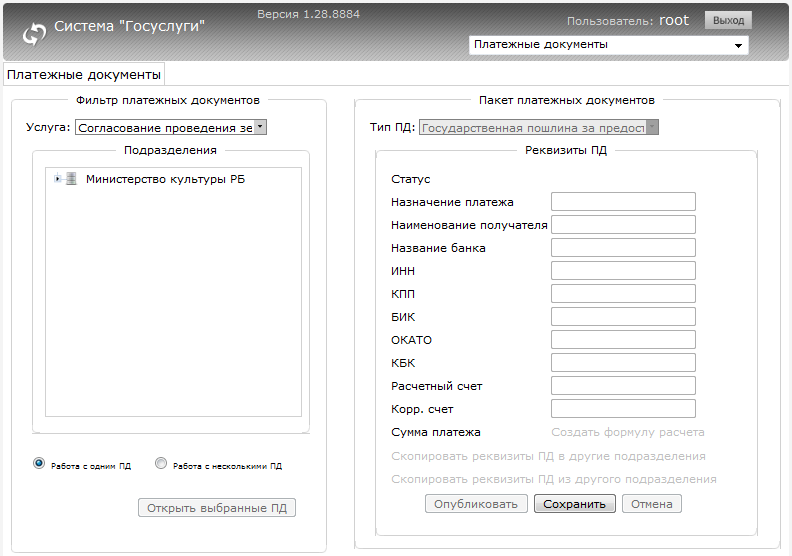 Система "Госуслуги"
Версия 1.28.8884
Пользователь: root
Выход
Платежные документы
Платежные документы
Фильтр платежных документов
Услуга: Согласование проведения зе
Подразделения
Министерство культуры РБ
Работа с одним ПД
Работа с несколькими ПД
Открыть выбранные ПД
Пакет платежных документов
Тип ПД: Государственная пошлина за предост
Реквизиты ПД
Статус
Назначение платежа
Наименование получателя
Название банка
ИНН
КПП
БИК
ОКАТО
КБК
Расчетный счет
Корр. счет
Сумма платежа Создать формулу расчета
Скопировать реквизиты ПД в другие подразделения
Скопировать реквизиты ПД из другого подразделения
Опубликовать Сохранить Отмена